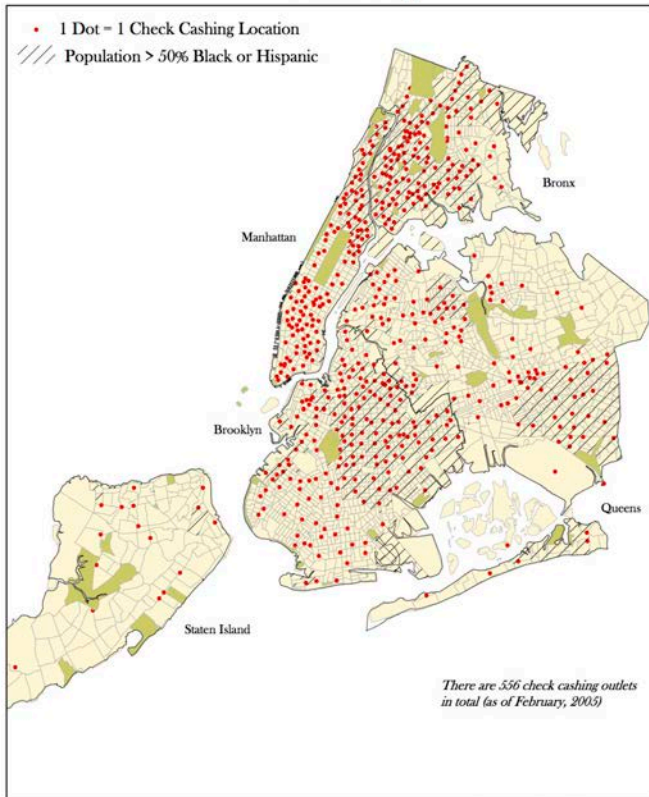 1 Dot = 1 Check Cashing Location
Population > 50% Black or Hispanic
Bronx
Manhattan
Brooklyn
Queens
Staten Island
There are 556 check cashing outlets
in total (as of February, 2005)